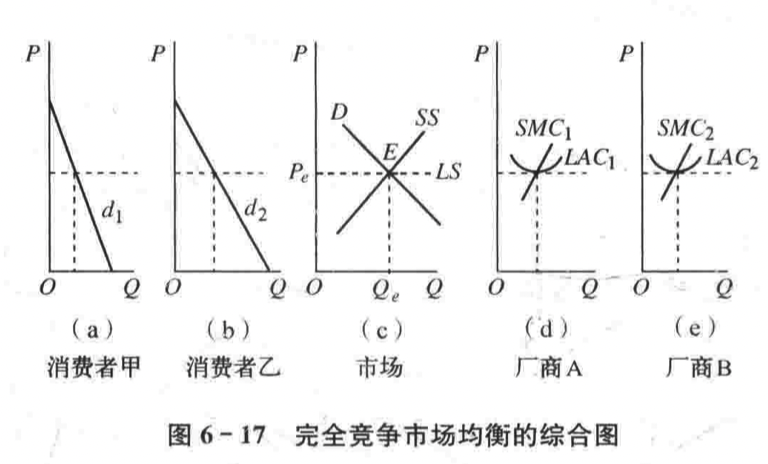 P P P P P
D SS SMC₁ SMC₂
E LAC₁ LAC₂
Pₑ LS
d₁ d₂
O Q O Q O Qₑ Q O Q O Q
（a） （b） （c） （d） （e）
消费者甲 消费者乙 市场 厂商A 厂商B
图 6-17 完全竞争市场均衡的综合图